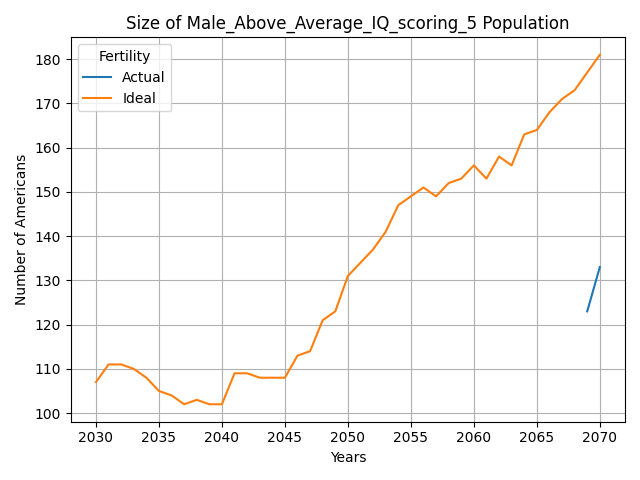 Size of Male_Above_Average_IQ_scoring_5 Population
Fertility
Actual
Ideal
Number of Americans
180
170
160
150
140
130
120
110
100
2030 2035 2040 2045 2050 2055 2060 2065 2070
Years